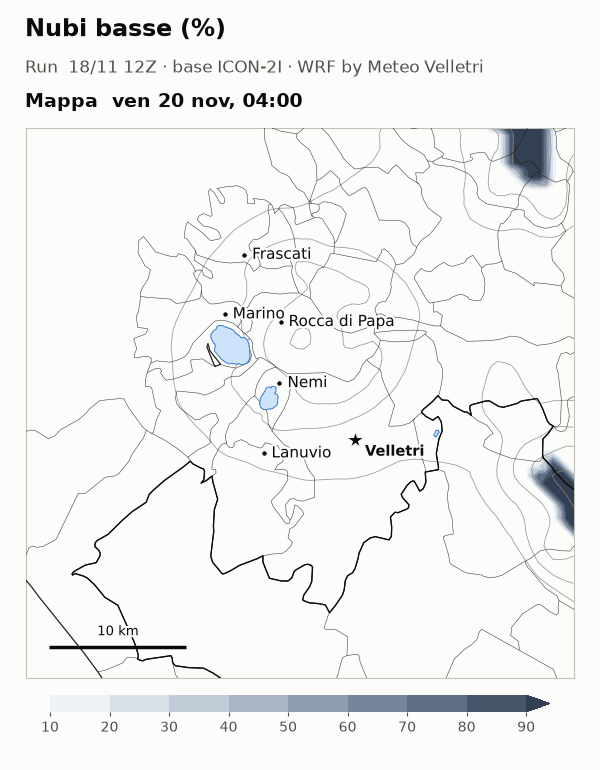 Nubi basse (%)
Run  18/11 12Z · base ICON-2I · WRF by Meteo Velletri
Mappa  ven 20 nov, 04:00
Frascati
Marino
Rocca di Papa
Nemi
Velletri
Lanuvio
10 km
10 20 30 40 50 60 70 80 90